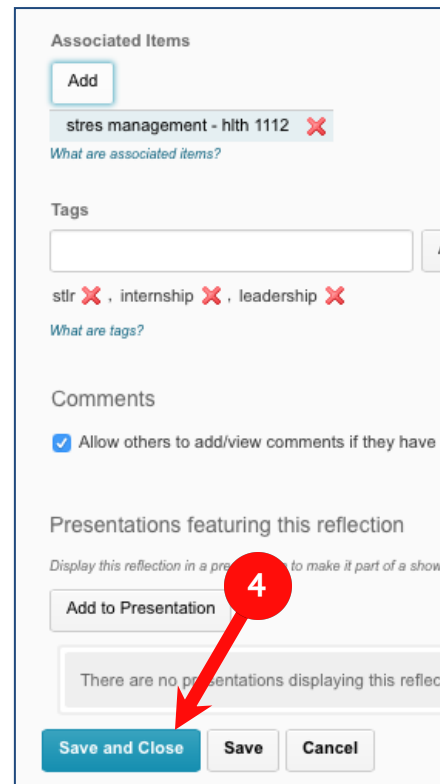 Associated Items
Add
stres management - hlth 1112
What are associated items?
Tags
stlr , internship , leadership
What are tags?
Comments
Allow others to add/view comments if they have
Presentations featuring this reflection
Display this reflection in a to make it part of a show
4
Add to Presentation
There are no presentations displaying this reflec
Save and Close Save Cancel